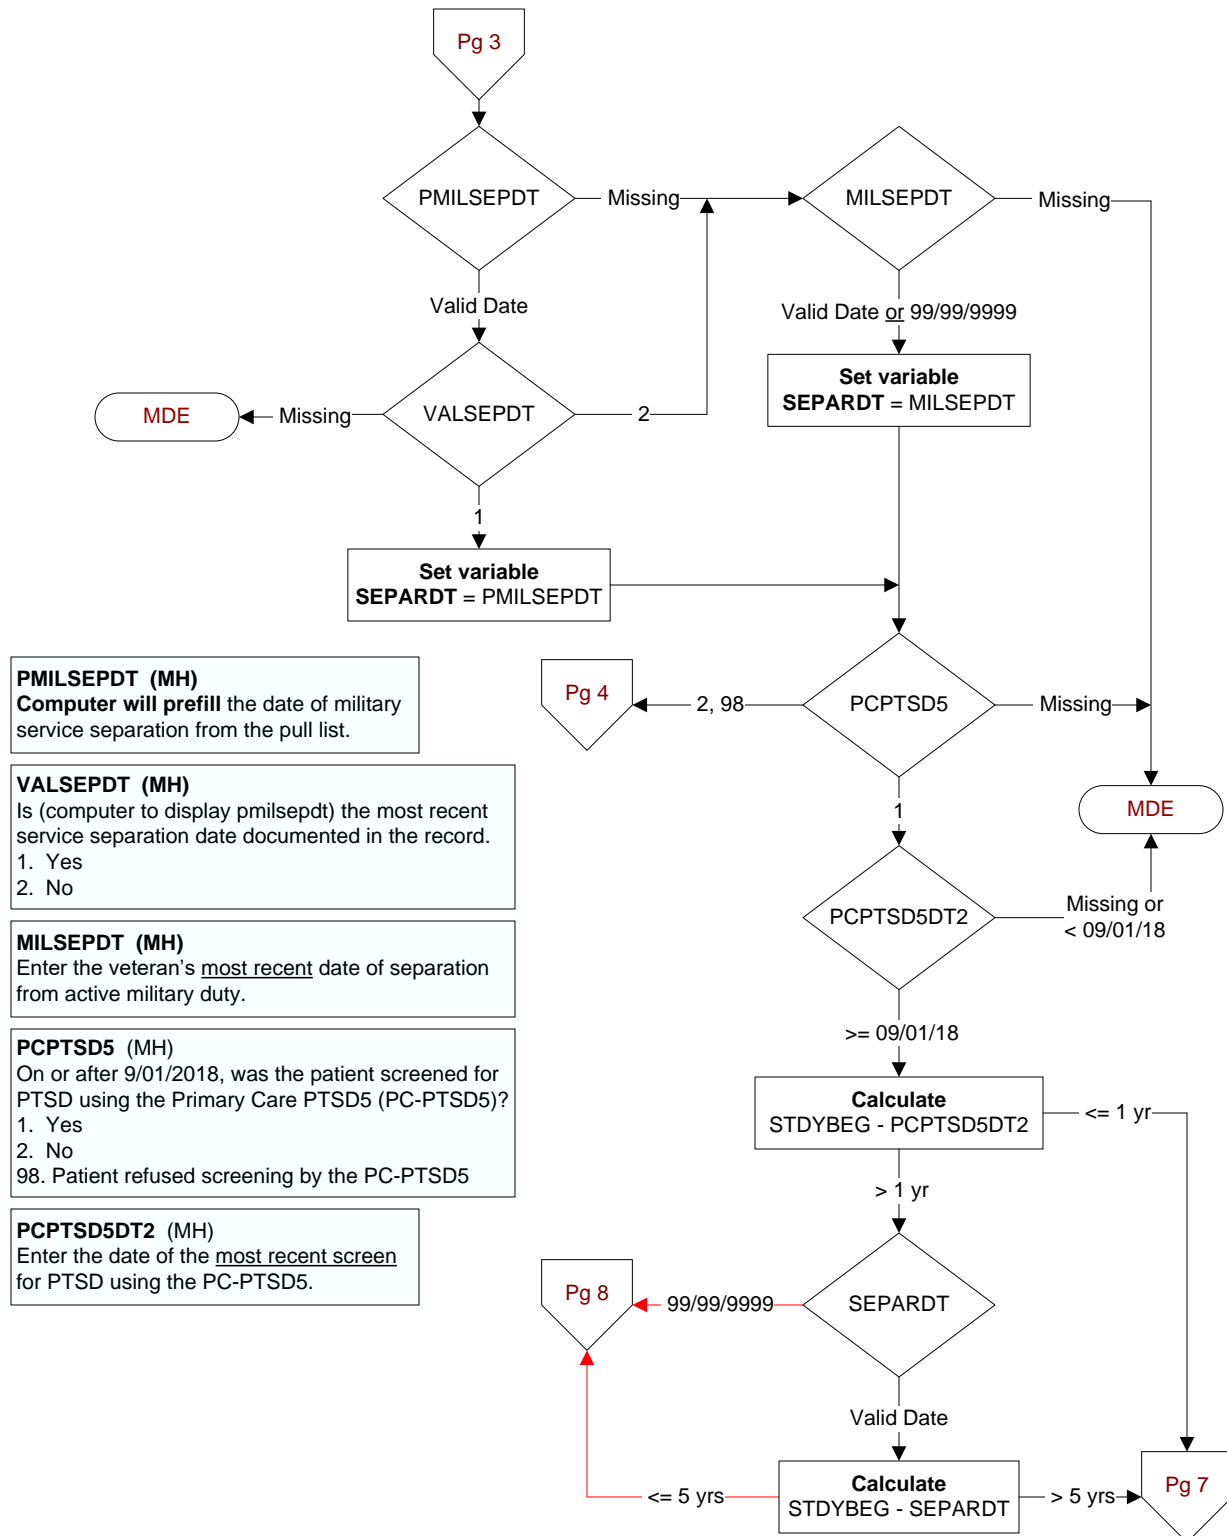 Pg 3
PMILSEPDT
Missing
MILSEPDT
Missing
Valid Date
Valid Date or 99/99/9999
Set variable
SEPARDT = MILSEPDT
MDE
Missing
VALSEPDT
2
1
Set variable
SEPARDT = PMILSEPDT
PMILSEPDT (MH)
Computer will prefill the date of military
service separation from the pull list.
VALSEPDT (MH)
Is (computer to display pmilsepdt) the most recent
service separation date documented in the record.
1. Yes
2. No
MILSEPDT (MH)
Enter the veteran's most recent date of separation
from active military duty.
PCPTSD5 (MH)
On or after 9/01/2018, was the patient screened for
PTSD using the Primary Care PTSD5 (PC-PTSD5)?
1. Yes
2. No
98. Patient refused screening by the PC-PTSD5
PCPTSD5DT2 (MH)
Enter the date of the most recent screen
for PTSD using the PC-PTSD5.
Pg 4
2, 98
PCPTSD5
Missing
1
MDE
PCPTSD5DT2
Missing or
< 09/01/18
>= 09/01/18
Calculate
STDYBEG - PCPTSD5DT2
<= 1 yr
> 1 yr
Pg 8
99/99/9999
SEPARDT
Valid Date
<= 5 yrs
Calculate
STDYBEG - SEPARDT
> 5 yrs
Pg 7